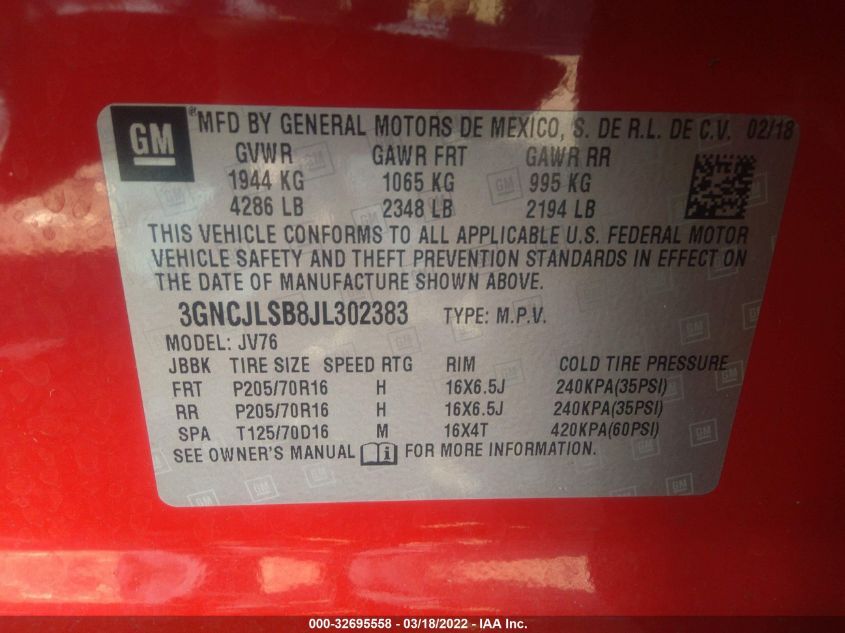 GM ® MFD BY GENERAL MOTORS DE MEXICO, S. DE R.L. DE C.V. 02/18
GVWR GAWR FRT GAWR RR
1944 KG 1065 KG 995 KG
4286 LB 2348 LB 2194 LB
THIS VEHICLE CONFORMS TO ALL APPLICABLE U.S. FEDERAL MOTOR
VEHICLE SAFETY AND THEFT PREVENTION STANDARDS IN EFFECT ON
THE DATE OF MANUFACTURE SHOWN ABOVE.
3GNCJLSB8JL302383 TYPE: M.P.V.
MODEL: JV76
JBBK TIRE SIZE SPEED RTG RIM COLD TIRE PRESSURE
FRT P205/70R16 H 16X6.5J 240KPA(35PSI)
RR P205/70R16 H 16X6.5J 240KPA(35PSI)
SPA T125/70D16 M 16X4T 420KPA(60PSI)
SEE OWNER'S MANUAL FOR MORE INFORMATION.
000-32695558 - 03/18/2022 - IAA Inc.